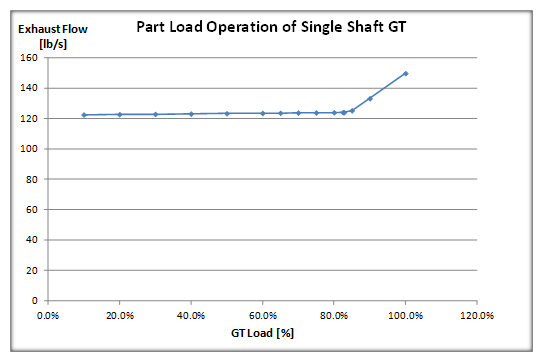 Part Load Operation of Single Shaft GT
Exhaust Flow
[lb/s]
160
140
120
100
80
60
40
20
0
0.0% 20.0% 40.0% 60.0% 80.0% 100.0% 120.0%
GT Load [%]